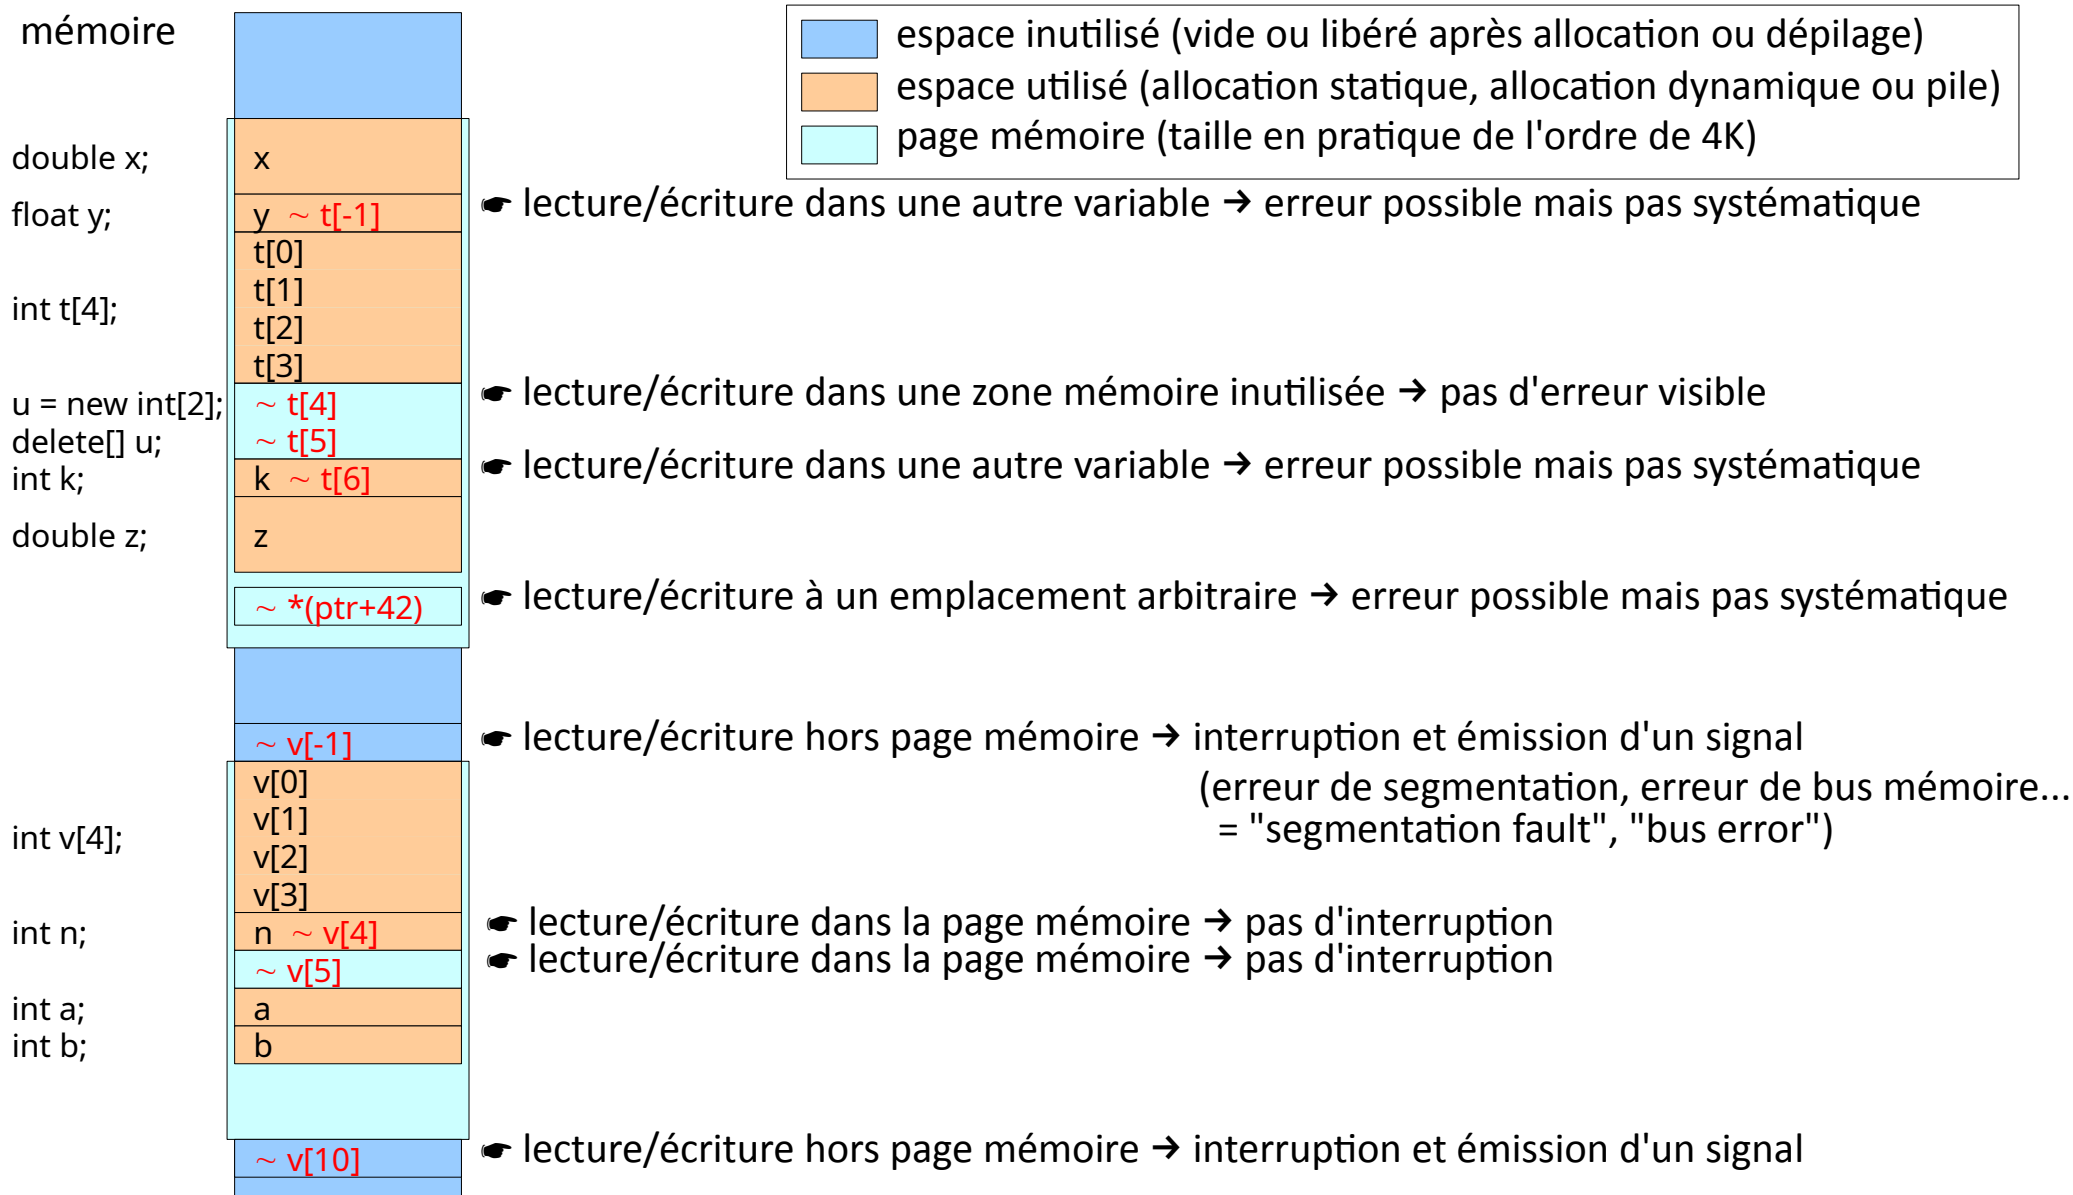 mémoire
espace inutilisé (vide ou libéré après allocation ou dépilage)
espace utilisé (allocation statique, allocation dynamique ou pile)
page mémoire (taille en pratique de l'ordre de 4K)
double x;
x
float y;
y ~ t[-1]
☛ lecture/écriture dans une autre variable → erreur possible mais pas systématique
t[0]
t[1]
int t[4];
t[2]
t[3]
u = new int[2];
~ t[4]
☛ lecture/écriture dans une zone mémoire inutilisée → pas d'erreur visible
delete[] u;
~ t[5]
int k;
k ~ t[6]
☛ lecture/écriture dans une autre variable → erreur possible mais pas systématique
double z;
z
~ *(ptr+42)
☛ lecture/écriture à un emplacement arbitraire → erreur possible mais pas systématique
~ v[-1]
☛ lecture/écriture hors page mémoire → interruption et émission d'un signal
(erreur de segmentation, erreur de bus mémoire...
= "segmentation fault", "bus error")
v[0]
v[1]
int v[4];
v[2]
v[3]
int n;
n ~ v[4]
☛ lecture/écriture dans la page mémoire → pas d'interruption
~ v[5]
☛ lecture/écriture dans la page mémoire → pas d'interruption
int a;
a
int b;
b
~ v[10]
☛ lecture/écriture hors page mémoire → interruption et émission d'un signal